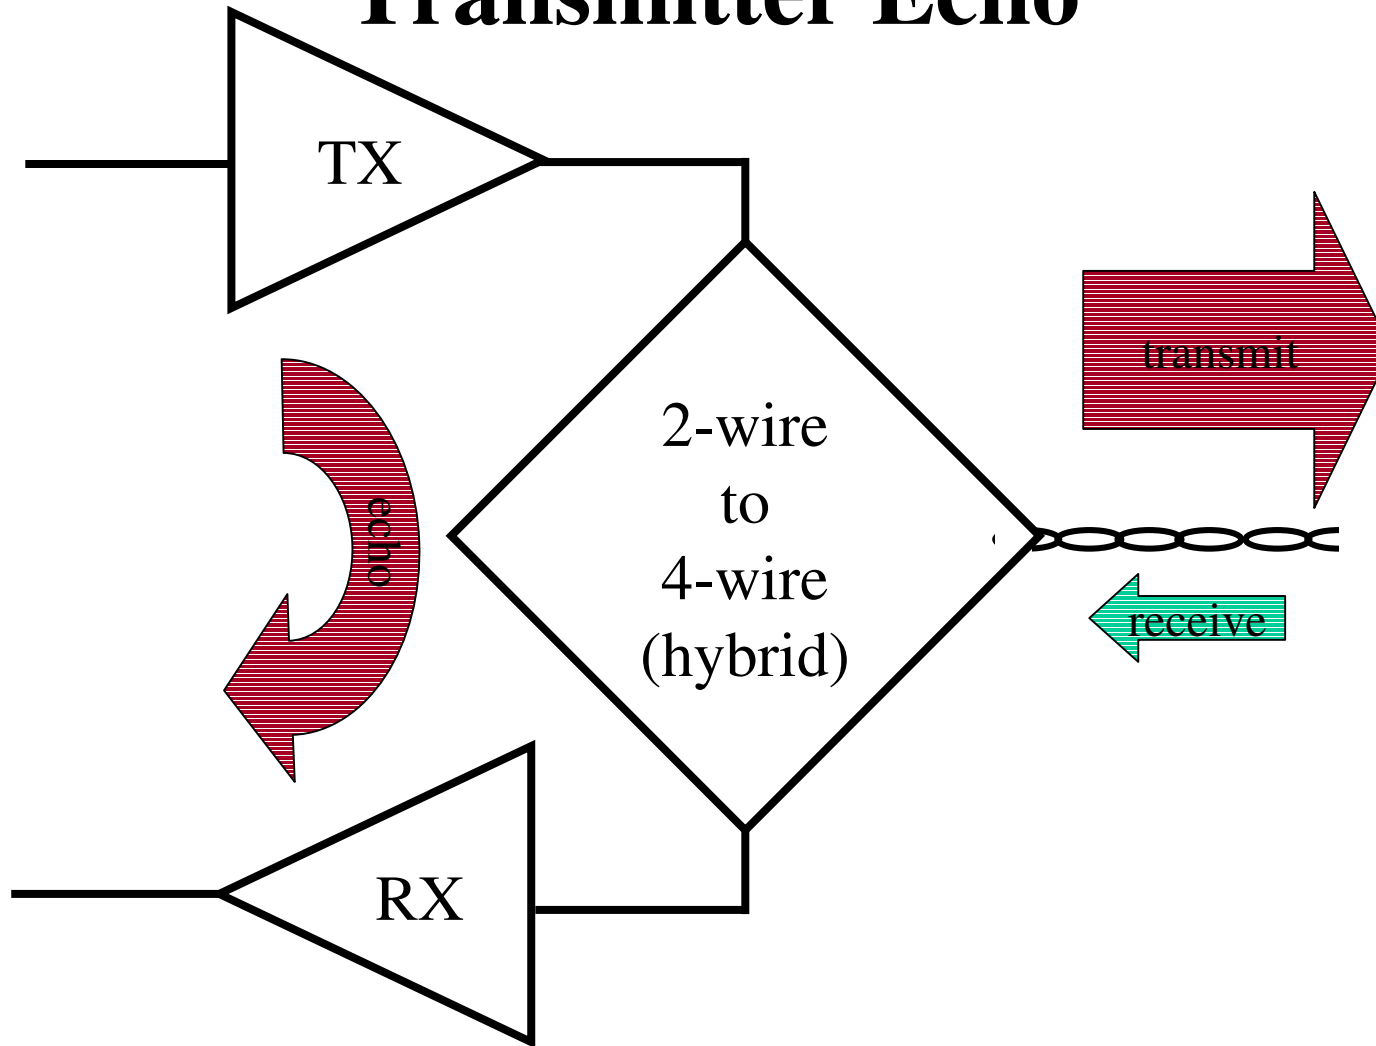 Transmitter Echo
TX
transmit
2-wire
to
4-wire
(hybrid)
echo
receive
RX